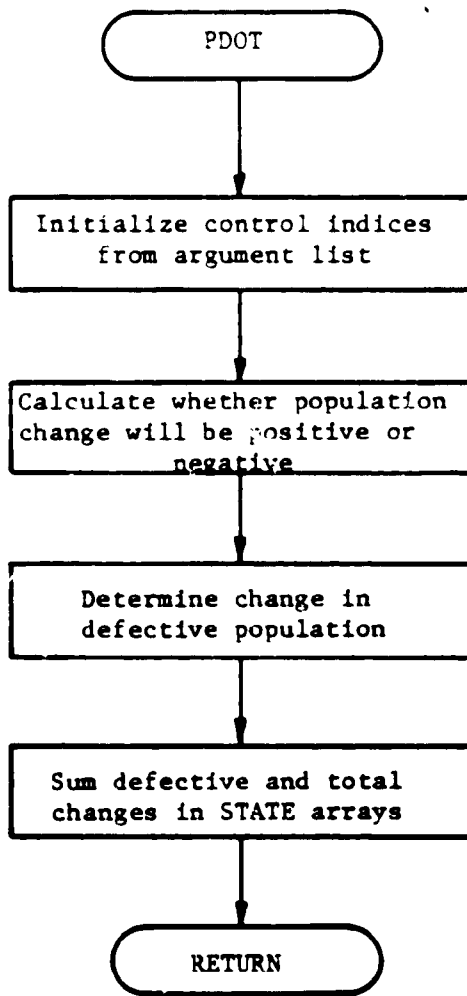 PDOT
Initialize control indices
from argument list
Calculate whether population
change will be positive or
negative
Determine change in
defective population
Sum defective and total
changes in STATE arrays
RETURN